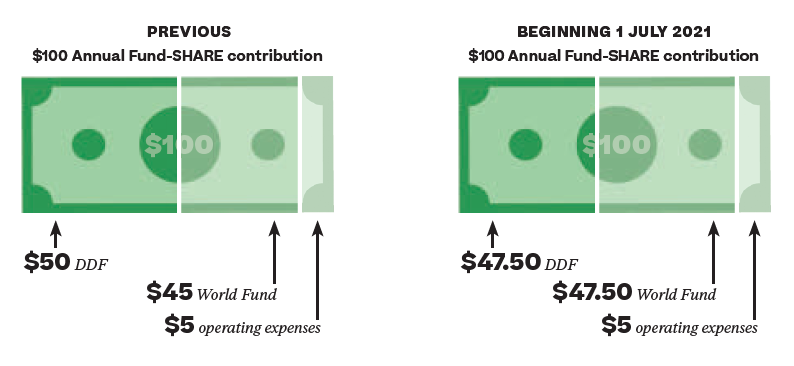 PREVIOUS
$100 Annual Fund-SHARE contribution
$100
$50 DDF
$45 World Fund
$5 operating expenses
BEGINNING 1 JULY 2021
$100 Annual Fund-SHARE contribution
$100
$47.50 DDF
$47.50 World Fund
$5 operating expenses